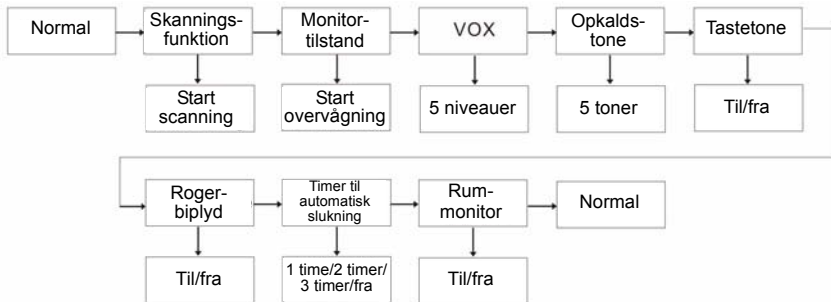 Normal
Skannings-
funktion
Monitor-
tilstand
VOX
Opkalds-
tone
Tastetone
Start
scanning
Start
overvågning
5 niveauer
5 toner
Til/fra
Roger-
biplyd
Timer til
automatisk
slukning
Rum-
monitor
Normal
Til/fra
1 time/2 timer/
3 timer/fra
Til/fra